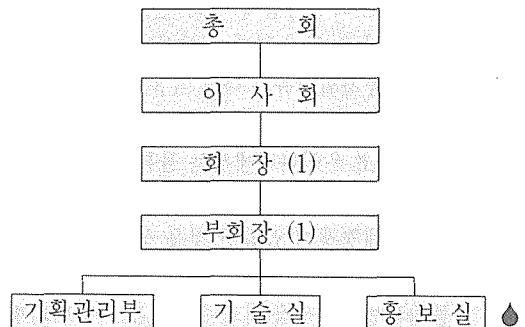 총 회
이 사 회
회 장 (1)
부회장 (1)
기획관리부 기 술 실 홍 보 실